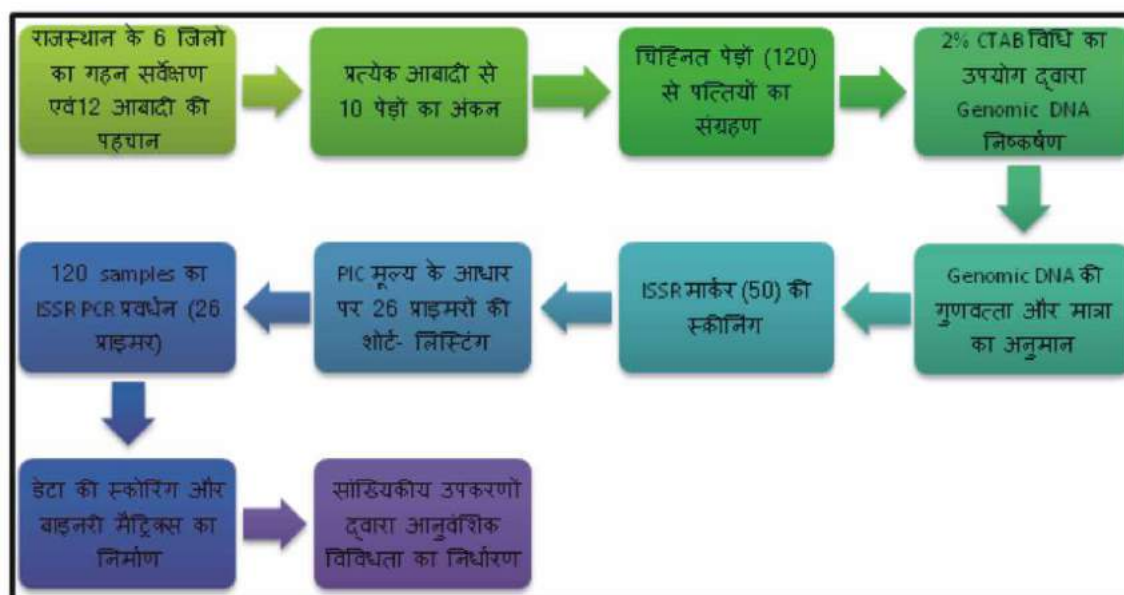 राजस्थान के 6 जिलो
का गहन सर्वेक्षण
एवं12 आबादी की
पहचान
प्रत्येक आबादी से
10 पेड़ों का अंकन
चिह्नित पेड़ों (120)
से पत्तियों का
संग्रहण
2% CTAB विधि का
उपयोग द्वारा
Genomic DNA
निष्कर्षण
Genomic DNA की
गुणवत्ता और मात्रा
का अनुमान
ISSR मार्कर (50) की
स्क्रीनिंग
PIC मूल्य के आधार
पर 26 प्राइमरों की
शोर्ट- लिस्टिंग
120 samples का
ISSR PCR प्रवर्धन (26
प्राइमर)
डेटा की स्कोरिंग और
बाइनरी मैट्रिक्स का
निर्माण
सांख्यिकीय उपकरणों
द्वारा आनुवंशिक
विविधता का निर्धारण